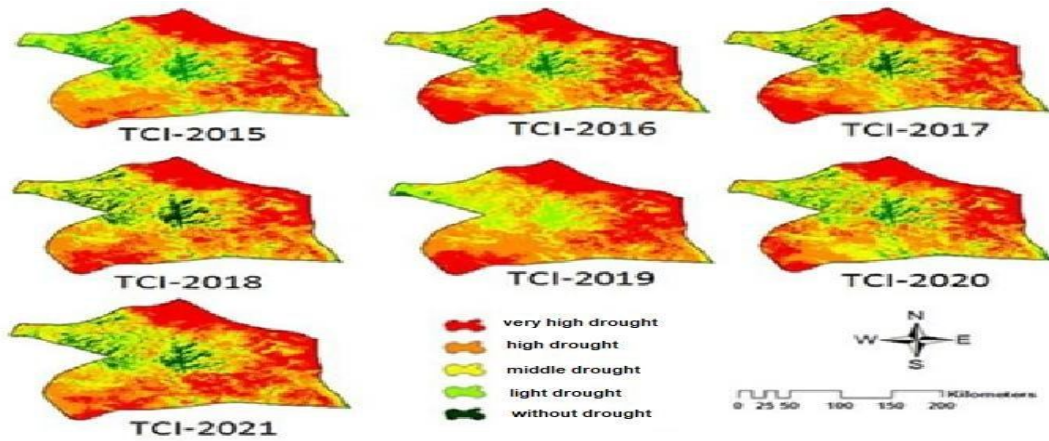 TCI-2015
TCI-2016
TCI-2017
TCI-2018
TCI-2019
TCI-2020
TCI-2021
very high drought
high drought
middle drought
light drought
without drought
N
W E
S
Kilometers
0 25 50 100 150 200